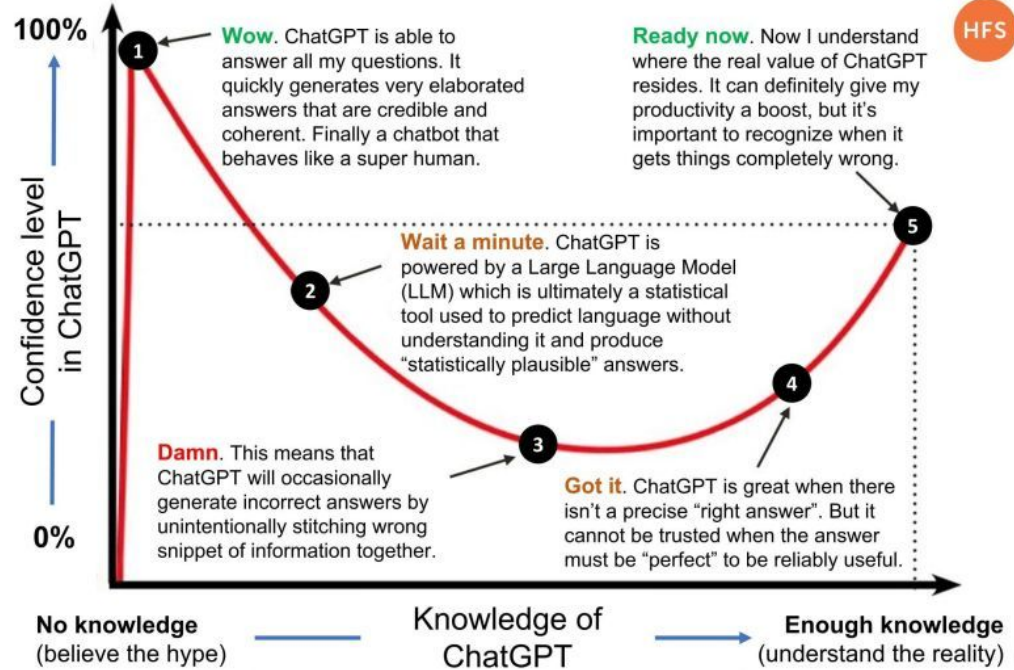 100%
HFS
1
Wow. ChatGPT is able to
answer all my questions. It
quickly generates very elaborated
answers that are credible and
coherent. Finally a chatbot that
behaves like a super human.
Ready now. Now I understand
where the real value of ChatGPT
resides. It can definitely give my
productivity a boost, but it's
important to recognize when it
gets things completely wrong.
5
Confidence level
in ChatGPT
2
Wait a minute. ChatGPT is
powered by a Large Language Model
(LLM) which is ultimately a statistical
tool used to predict language without
understanding it and produce
“statistically plausible” answers.
4
3
Damn. This means that
ChatGPT will occasionally
generate incorrect answers by
unintentionally stitching wrong
snippet of information together.
Got it. ChatGPT is great when there
isn't a precise “right answer”. But it
cannot be trusted when the answer
must be “perfect” to be reliably useful.
0%
No knowledge
(believe the hype)
Knowledge of
ChatGPT
Enough knowledge
(understand the reality)